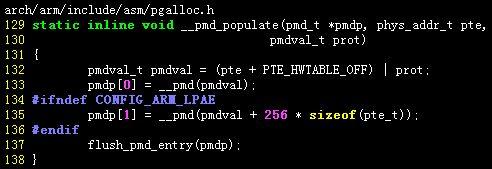 arch/arm/include/asm/pgalloc.h
129 static inline void __pmd_populate(pmd_t *pmdp, phys_addr_t pte,
130                                   pmdval_t prot)
131 {
132         pmdval_t pmdval = (pte + PTE_HWTABLE_OFF) | prot;
133         pmdp[0] = __pmd(pmdval);
134 #ifndef CONFIG_ARM_LPAE
135         pmdp[1] = __pmd(pmdval + 256 * sizeof(pte_t));
136 #endif
137         flush_pmd_entry(pmdp);
138 }